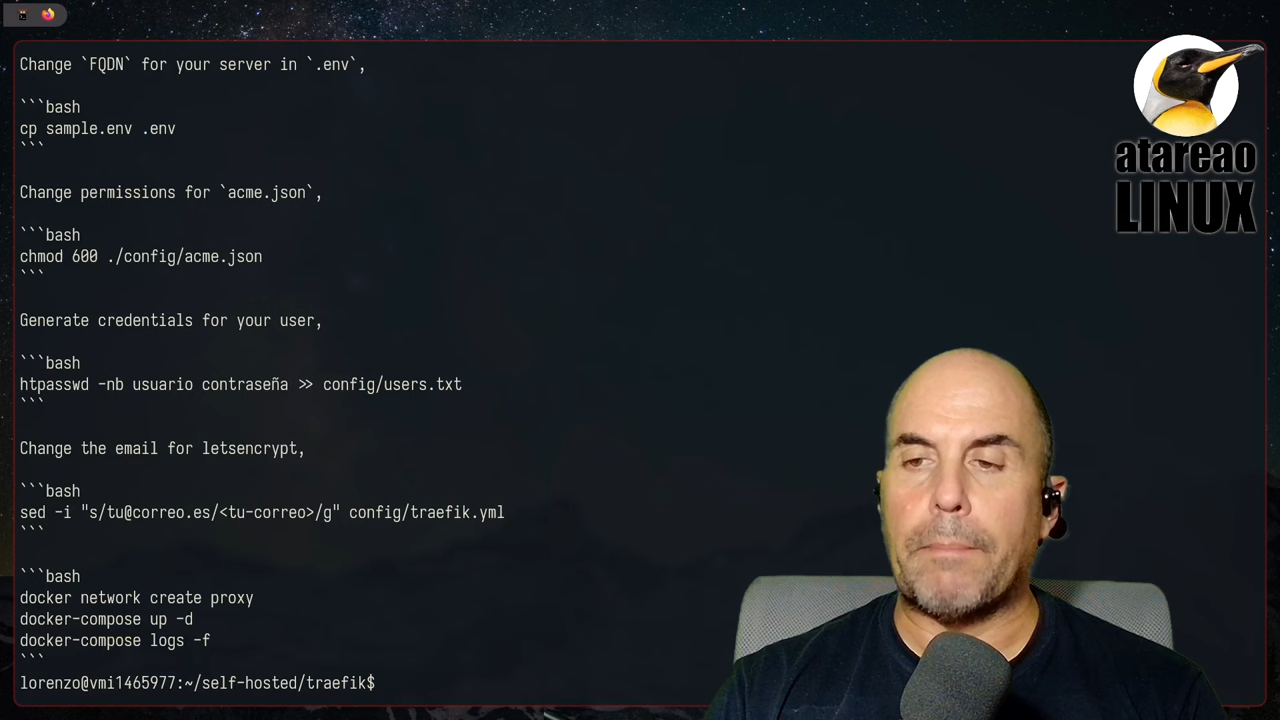 Change `FQDN` for your server in `.env`,
```bash
cp sample.env .env
```
Change permissions for `acme.json`,
```bash
chmod 600 ./config/acme.json
```
Generate credentials for your user,
```bash
htpasswd -nb usuario contraseña >> config/users.txt
```
Change the email for letsencrypt,
```bash
sed -i "s/tu@correo.es/<tu-correo>/g" config/traefik.yml
```
```bash
docker network create proxy
docker-compose up -d
docker-compose logs -f
```
lorenzo@vmi1465977:~/self-hosted/traefik$
atareao
LINUX